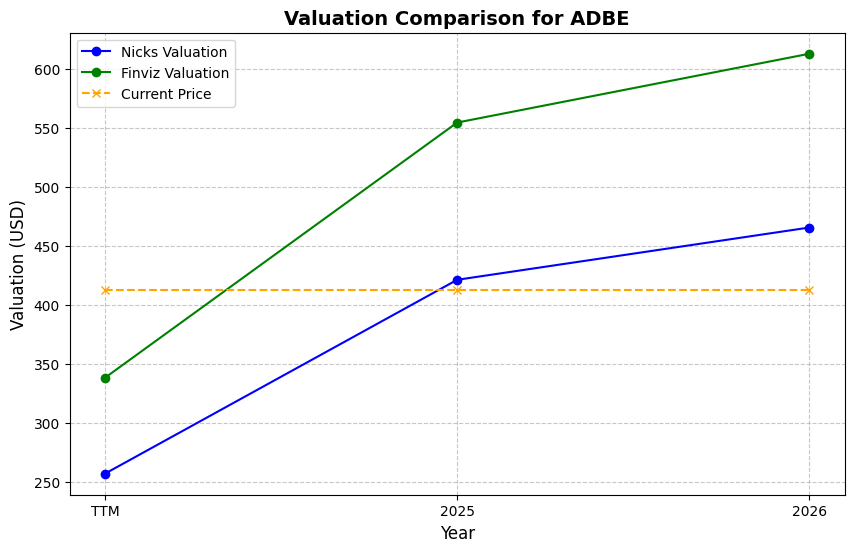 Valuation Comparison for ADBE
Nicks Valuation
Finviz Valuation
Current Price
600
550
500
450
400
350
300
250
Valuation (USD)
TTM
2025
2026
Year